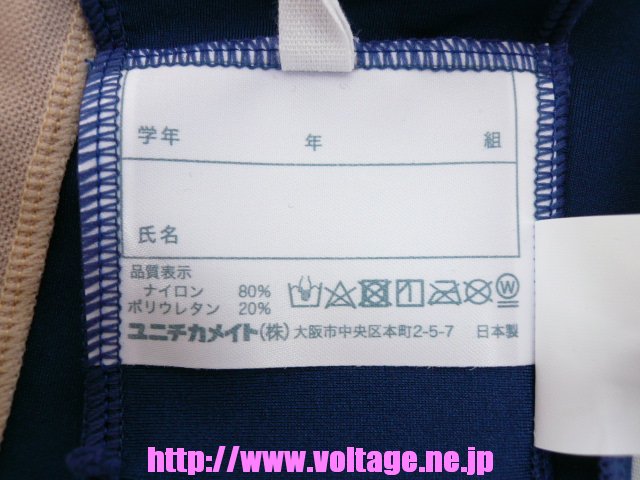 学年 年 組
氏名
品質表示
ナイロン 80%
ポリウレタン 20%
ユニチカメイト(株) 大阪市中央区本町2-5-7 日本製
http://www.voltage.ne.jp